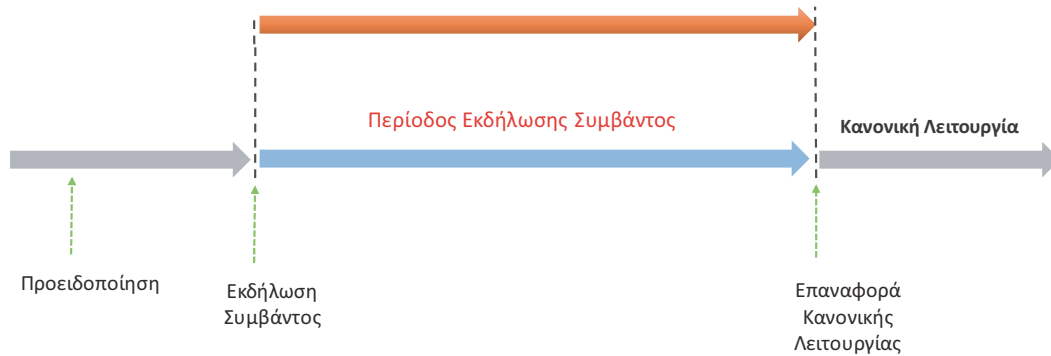 Περίοδος Εκδήλωσης Συμβάντος
Κανονική Λειτουργία
Προειδοποίηση
Εκδήλωση
Συμβάντος
Επαναφορά
Κανονικής
Λειτουργίας